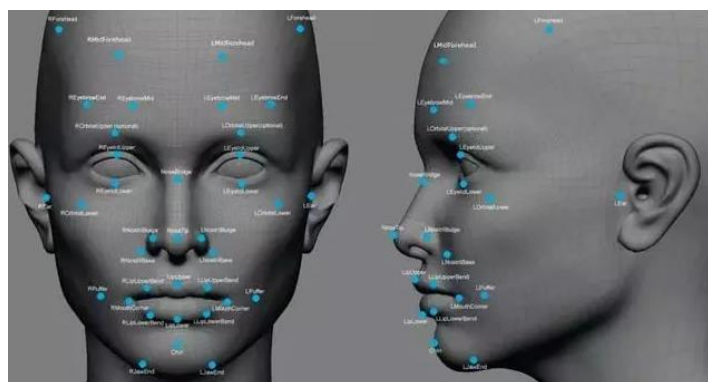 RForehead
LForehead
RMidForehead
LMidForehead
REyebrowEnd
REyebrowMid
LEyebrowMid
LEyebrowEnd
ROrbitalUpper(optional)
LOrbitalUpper(optional)
REyelidUpper
LEyelidUpper
NoseBridge
REyelidLower
LEyelidLower
REar
LEar
ROrbitalLower
LOrbitalLower
RNostrilBulge
NoseTip
LNostrilBulge
RNostrilBase
LNostrilBase
RPuffer
RLipUpperBend
LipUpper
LLipUpperBend
LPuffer
RMouthCorner
LMouthCorner
RLipLowerBend
LipLower
LLipLowerBend
Chin
RJawEnd
LJawEnd
LForehead
LMidForehead
LEyebrowMid
LEyebrowEnd
LOrbitalUpper(optional)
LEyelidUpper
NoseBridge
LEyelidLower
LOrbitalLower
LEar
NoseTip
LNostrilBulge
LNostrilBase
LipUpper
LLipUpperBend
LPuffer
LMouthCorner
LipLower
LLipLowerBend
Chin
LJawEnd